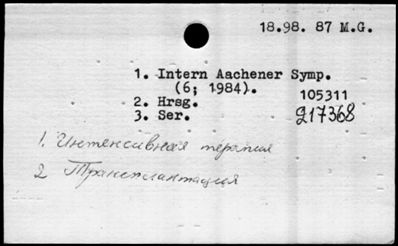 18.98. 87 M.G.
1. Intern Aachener Symp.
(6; 1984).
2. Hrsg. 105311
3. Ser. 217368
1. Интенсивная терапия
2 Трансплантация